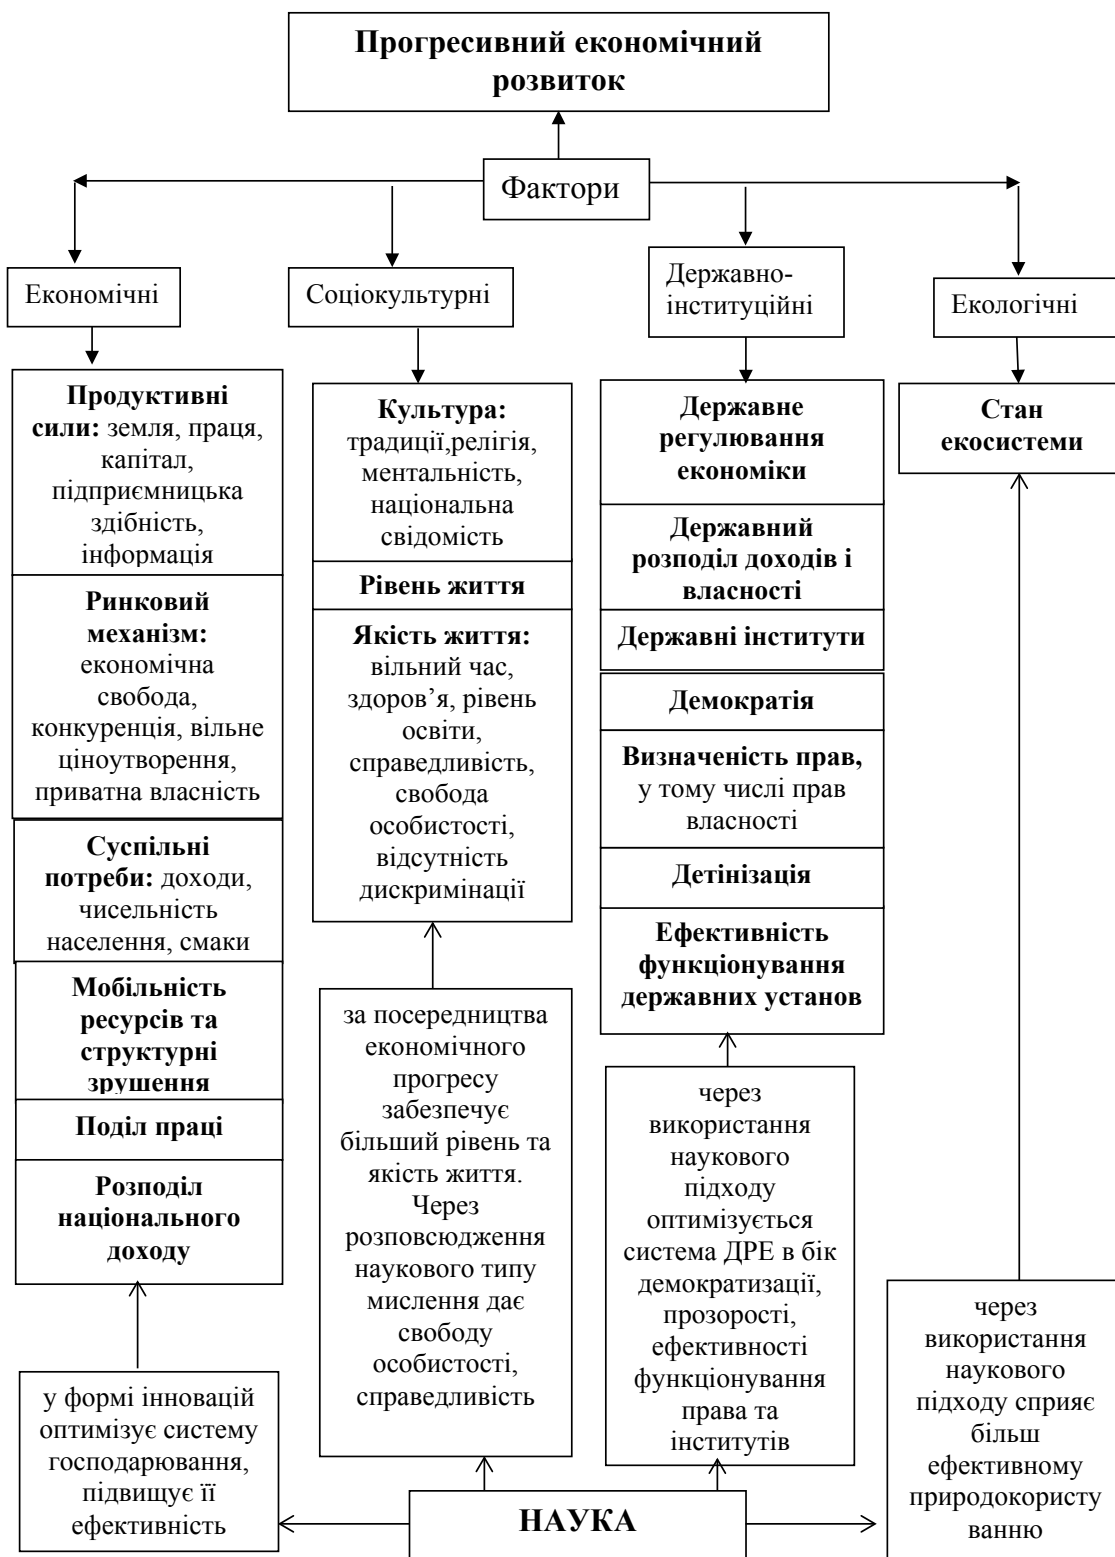 Прогресивний економічний
розвиток
Фактори
Економічні
Соціокультурні
Державно-
інституційні
Екологічні
Продуктивні
сили: земля, праця,
капітал,
підприємницька
здібність,
інформація
Ринковий
механізм:
економічна
свобода,
конкуренція, вільне
ціноутворення,
приватна власність
Суспільні
потреби: доходи,
чисельність
населення, смаки
Мобільність
ресурсів та
структурні
зрушення
Поділ праці
Розподіл
національного
доходу
у формі інновацій
оптимізує систему
господарювання,
підвищує її
ефективність
Культура:
традиції,релігія,
ментальність,
національна
свідомість
Рівень життя
Якість життя:
вільний час,
здоров’я, рівень
освіти,
справедливість,
свобода
особистості,
відсутність
дискримінації
за посередництва
економічного
прогресу
забезпечує
більший рівень та
якість життя.
Через
розповсюдження
наукового типу
мислення дає
свободу
особистості,
справедливість
Державне
регулювання
економіки
Державний
розподіл доходів і
власності
Державні інститути
Демократія
Визначеність прав,
у тому числі прав
власності
Детінізація
Ефективність
функціонування
державних установ
через
використання
наукового
підходу
оптимізується
система ДРЕ в бік
демократизації,
прозорості,
ефективності
функціонування
права та
інститутів
Стан
екосистеми
через
використання
наукового
підходу сприяє
більш
ефективному
природокористу
ванню
НАУКА